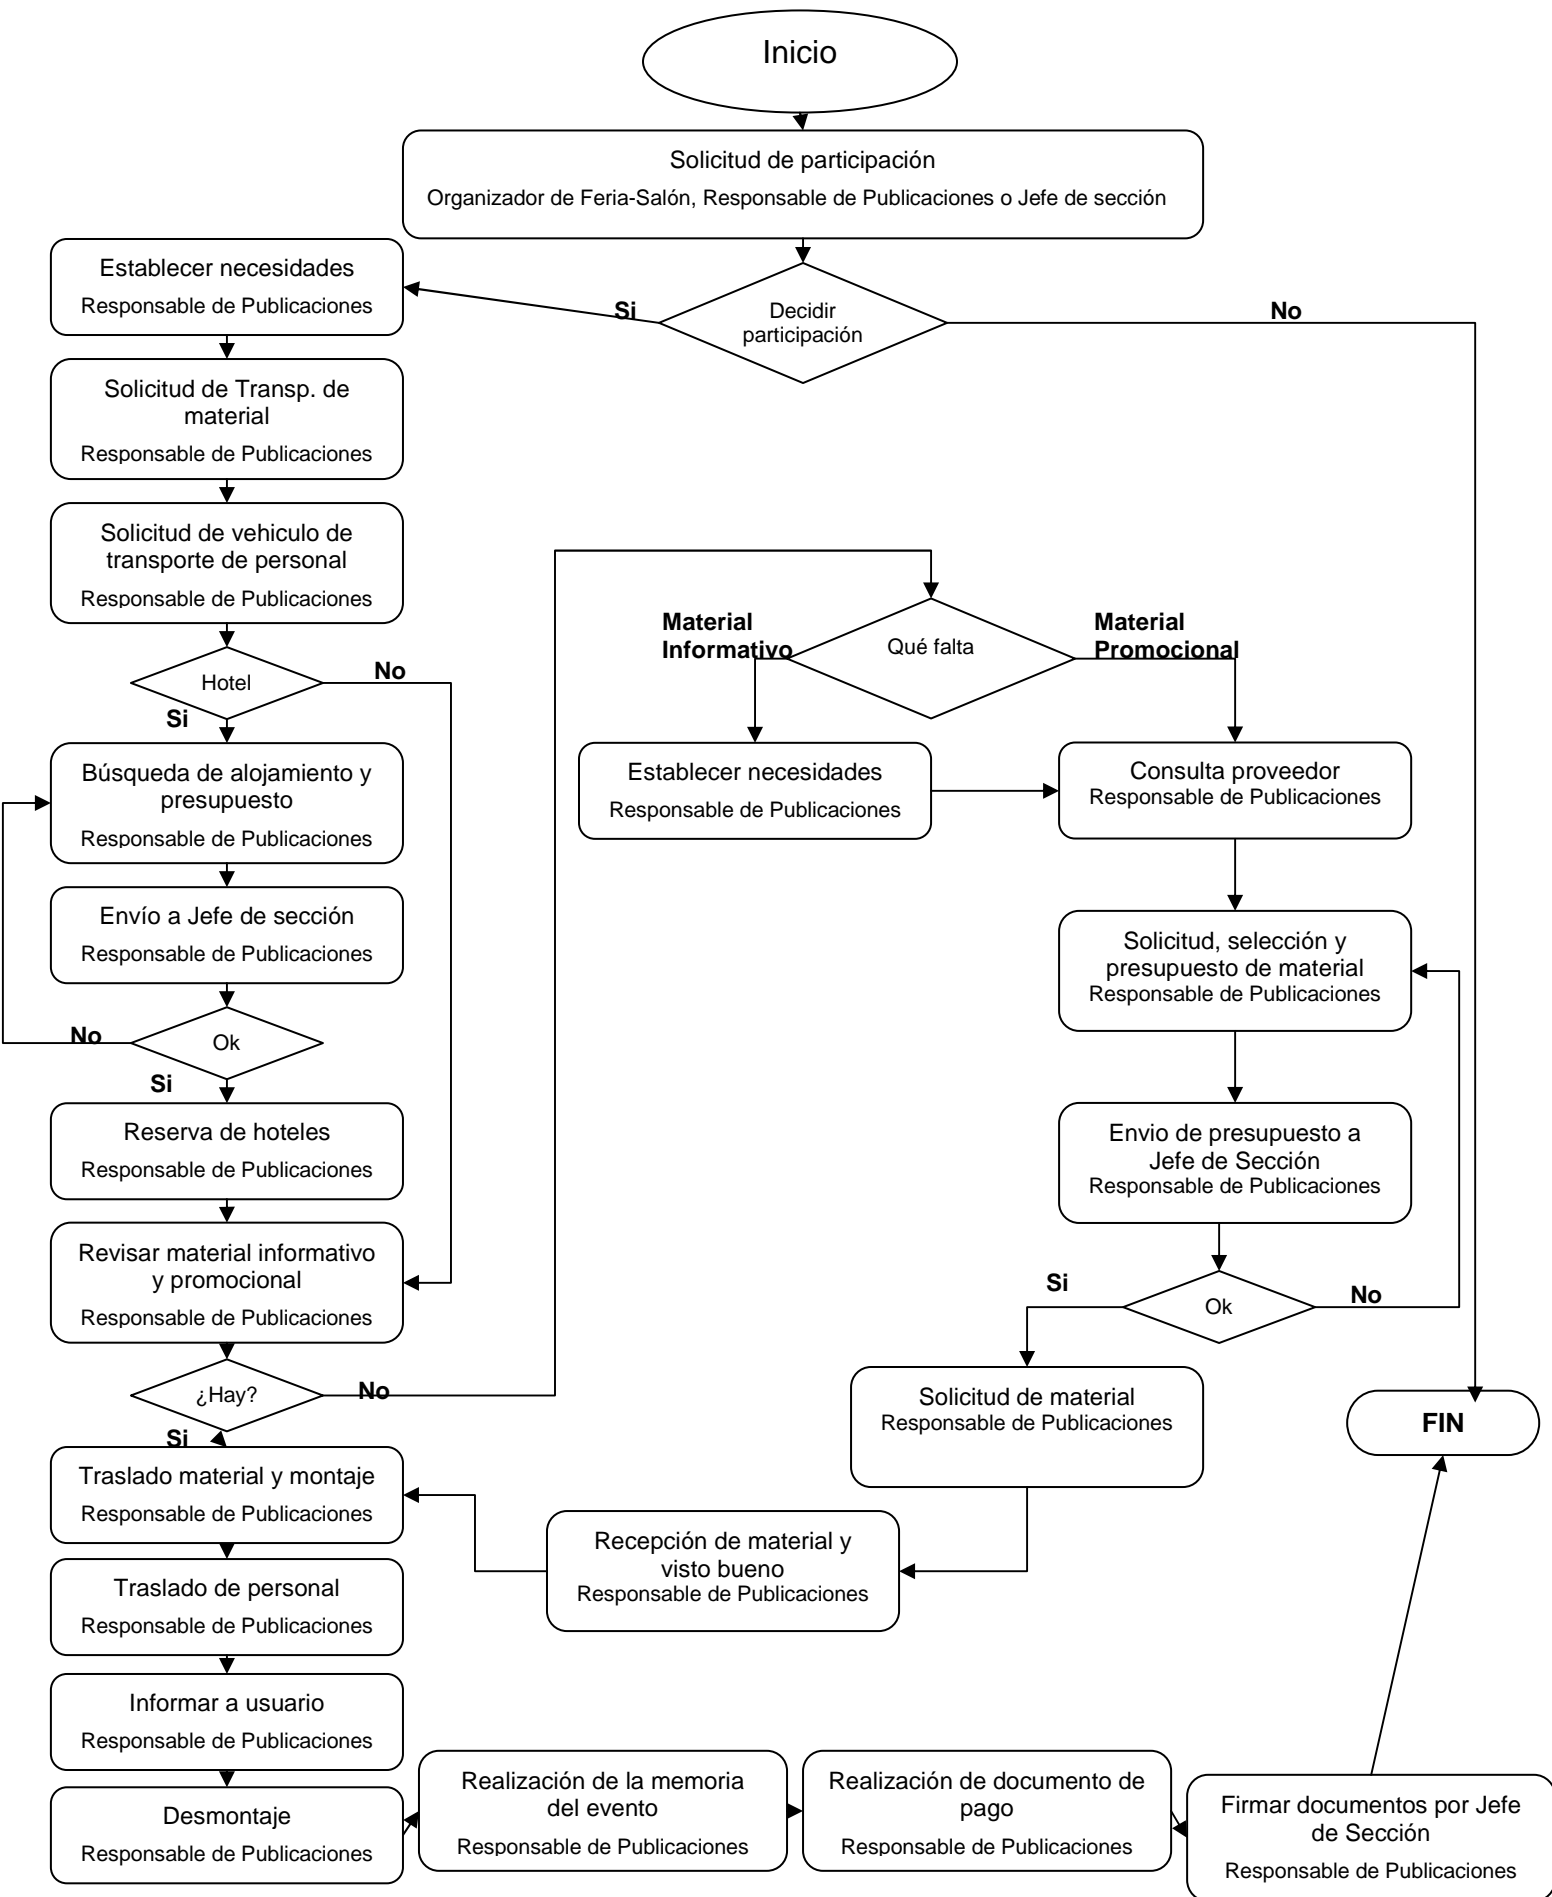 Inicio
Solicitud de participación
Organizador de Feria-Salón, Responsable de Publicaciones o Jefe de sección
Decidir
participación
Si
No
Establecer necesidades
Responsable de Publicaciones
Solicitud de Transp. de
material
Responsable de Publicaciones
Solicitud de vehiculo de
transporte de personal
Responsable de Publicaciones
Hotel
No
Si
Búsqueda de alojamiento y
presupuesto
Responsable de Publicaciones
Envío a Jefe de sección
Responsable de Publicaciones
Ok
No
Si
Reserva de hoteles
Responsable de Publicaciones
Revisar material informativo
y promocional
Responsable de Publicaciones
¿Hay?
No
Si
Qué falta
Material
Informativo
Material
Promocional
Establecer necesidades
Responsable de Publicaciones
Consulta proveedor
Responsable de Publicaciones
Solicitud, selección y
presupuesto de material
Responsable de Publicaciones
Envio de presupuesto a
Jefe de Sección
Responsable de Publicaciones
Ok
Si
No
Solicitud de material
Responsable de Publicaciones
Recepción de material y
visto bueno
Responsable de Publicaciones
Traslado material y montaje
Responsable de Publicaciones
Traslado de personal
Responsable de Publicaciones
Informar a usuario
Responsable de Publicaciones
Desmontaje
Responsable de Publicaciones
Realización de la memoria
del evento
Responsable de Publicaciones
Realización de documento de
pago
Responsable de Publicaciones
Firmar documentos por Jefe
de Sección
Responsable de Publicaciones
FIN